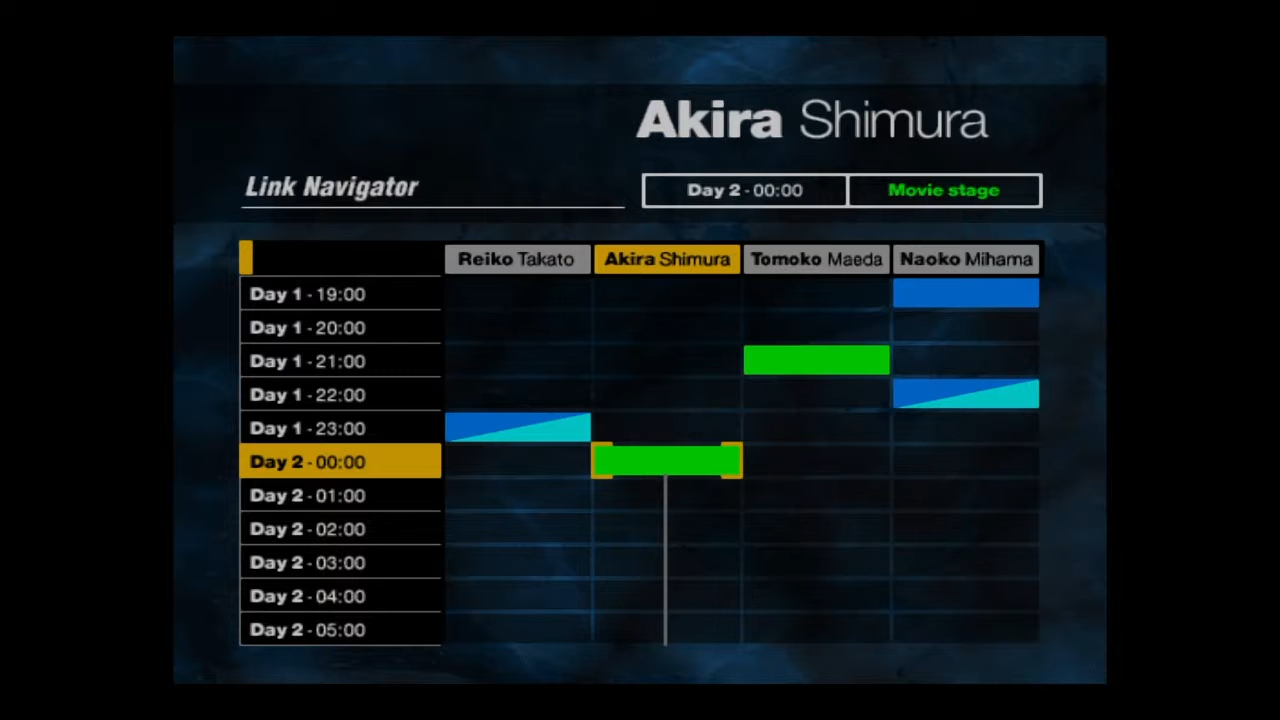 Akira Shimura
Link Navigator
Day 2 - 00:00
Movie stage
Reiko Takato
Akira Shimura
Tomoko Maeda
Naoko Mihama
Day 1 - 19:00
Day 1 - 20:00
Day 1 - 21:00
Day 1 - 22:00
Day 1 - 23:00
Day 2 - 00:00
Day 2 - 01:00
Day 2 - 02:00
Day 2 - 03:00
Day 2 - 04:00
Day 2 - 05:00